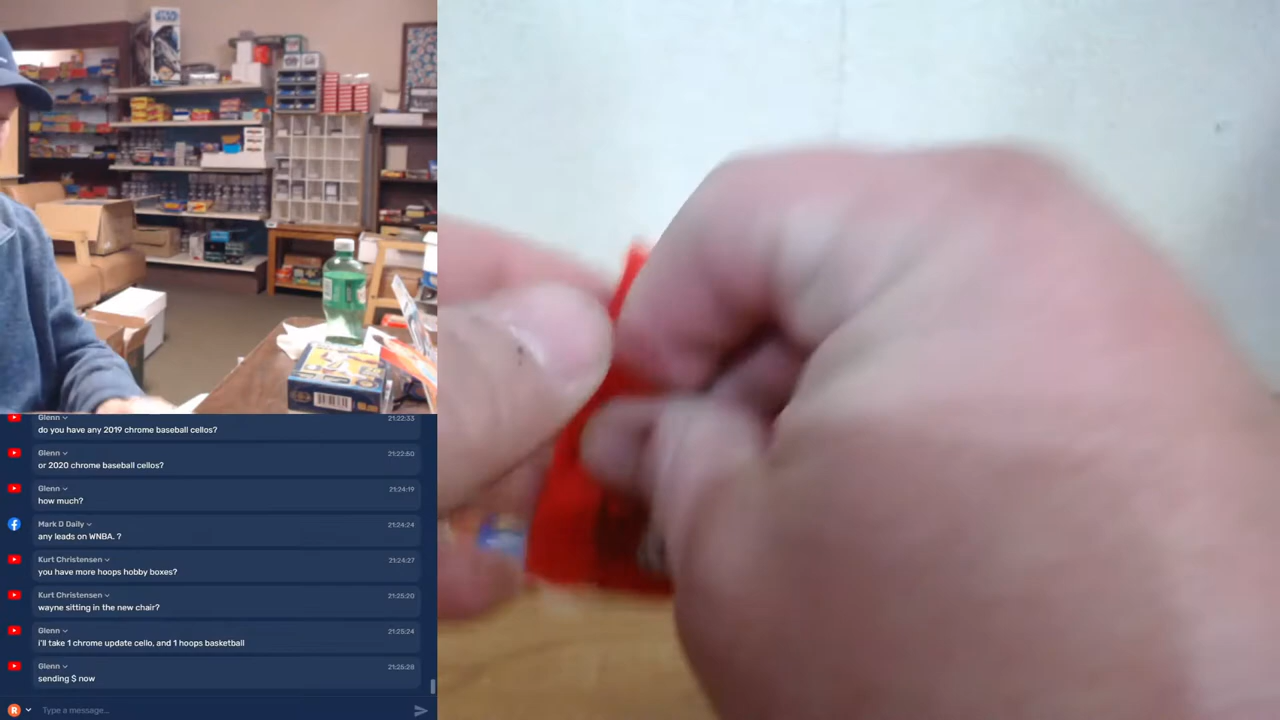 Glenn
21:22:33
do you have any 2019 chrome baseball cellos?
Glenn
21:22:50
or 2020 chrome baseball cellos?
Glenn
21:24:19
how much?
Mark D Daily
21:24:24
any leads on WNBA. ?
Kurt Christensen
21:24:27
you have more hoops hobby boxes?
Kurt Christensen
21:25:20
wayne sitting in the new chair?
Glenn
21:25:24
i'll take 1 chrome update cello, and 1 hoops basketball
Glenn
21:26:28
sending $ now
R
Type a message...